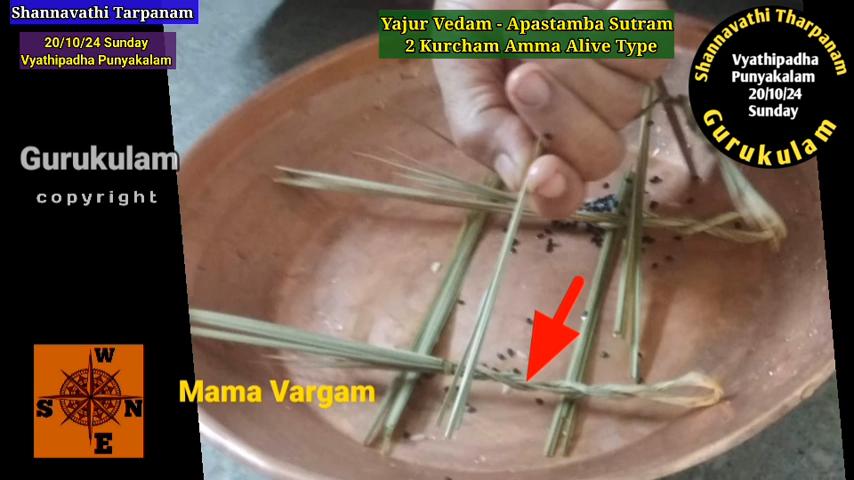 Shannavathi Tarpanam
20/10/24 Sunday
Vyathipadha Punyakalam
Yajur Vedam - Apastamba Sutram
2 Kurcham Amma Alive Type
Shannavathi Tharpanam
Vyathipadha
Punyakalam
20/10/24
Sunday
Gurukulam
Gurukulam
copyright
W
S N
E
Mama Vargam